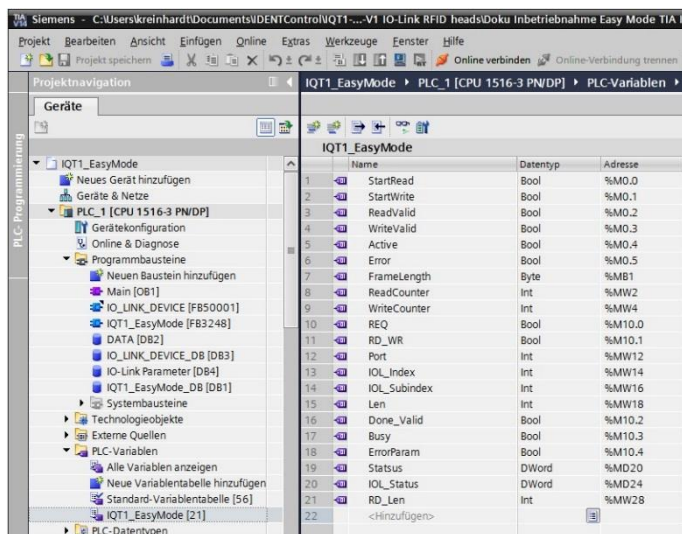 Siemens - C:\Users\kreinhardt\Documents\IDENTControl\IQT1-...-V1 IO-Link RFID heads\Doku Inbetriebnahme Easy Mode TIA
Projekt Bearbeiten Ansicht Einfügen Online Extras Werkzeuge Fenster Hilfe
Projekt speichern Online verbinden Online-Verbindung trennen
Projektnavigation
IQT1_EasyMode PLC_1 [CPU 1516-3 PN/DP] PLC-Variablen
Geräte
PLC-Programmierung
IQT1_EasyMode
Neues Gerät hinzufügen
Geräte & Netze
PLC_1 [CPU 1516-3 PN/DP]
Gerätekonfiguration
Online & Diagnose
Programmbausteine
Neuen Baustein hinzufügen
Main [OB1]
IO_LINK_DEVICE [FB50001]
IQT1_EasyMode [FB3248]
DATA [DB2]
IO_LINK_DEVICE_DB [DB3]
IO-Link Parameter [DB4]
IQT1_EasyMode_DB [DB1]
Systembausteine
Technologieobjekte
Externe Quellen
PLC-Variablen
Alle Variablen anzeigen
Neue Variablentabelle hinzufügen
Standard-Variablentabelle [56]
IQT1_EasyMode [21]
PLC-Datentypen
IQT1_EasyMode
Name Datentyp Adresse
1 StartRead Bool %M0.0
2 StartWrite Bool %M0.1
3 ReadValid Bool %M0.2
4 WriteValid Bool %M0.3
5 Active Bool %M0.4
6 Error Bool %M0.5
7 FrameLength Byte %MB1
8 ReadCounter Int %MW2
9 WriteCounter Int %MW4
10 REQ Bool %M10.0
11 RD_WR Bool %M10.1
12 Port Int %MW12
13 IOL_Index Int %MW14
14 IOL_Subindex Int %MW16
15 Len Int %MW18
16 Done_Valid Bool %M10.2
17 Busy Bool %M10.3
18 ErrorParam Bool %M10.4
19 Statsus DWord %MD20
20 IOL_Status DWord %MD24
21 RD_Len Int %MW28
22 <Hinzufügen>